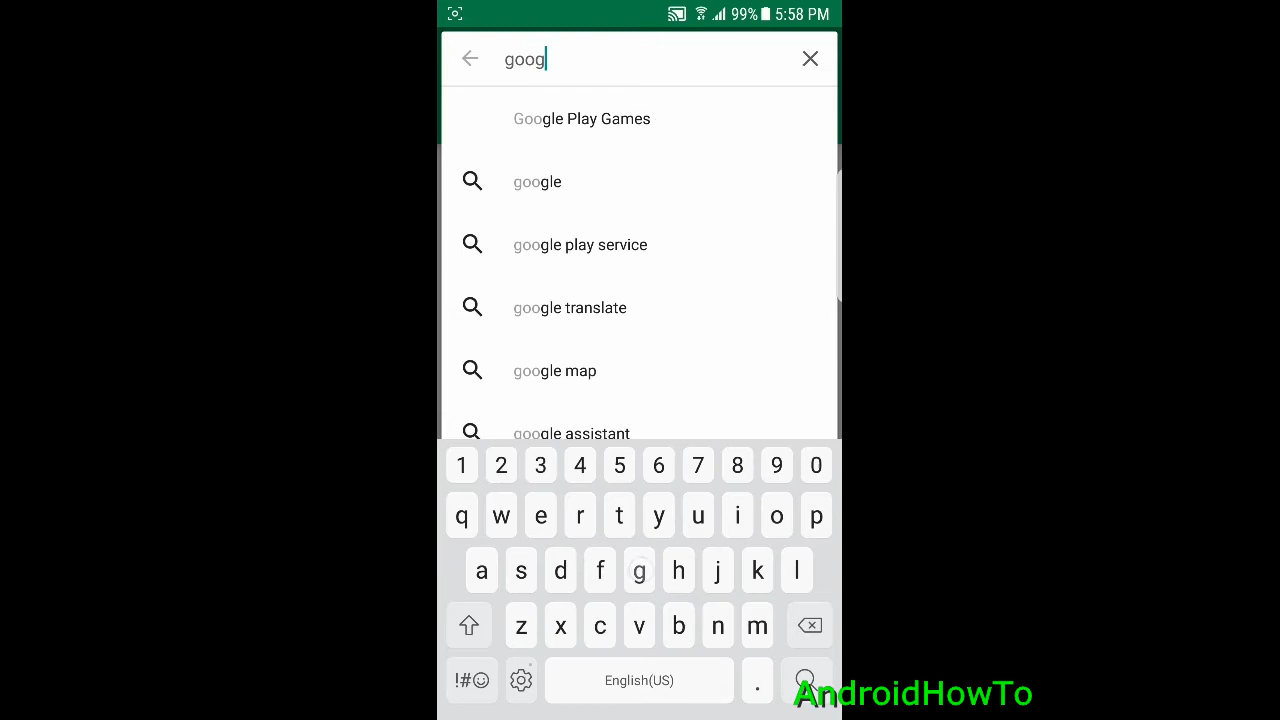 99% 5:58 PM
goog
Google Play Games
google
google play service
google translate
google map
google assistant
1 2 3 4 5 6 7 8 9 0
q w e r t y u i o p
a s d f g h j k l
z x c v b n m
!#☺ English(US) .
AndroidHowTo